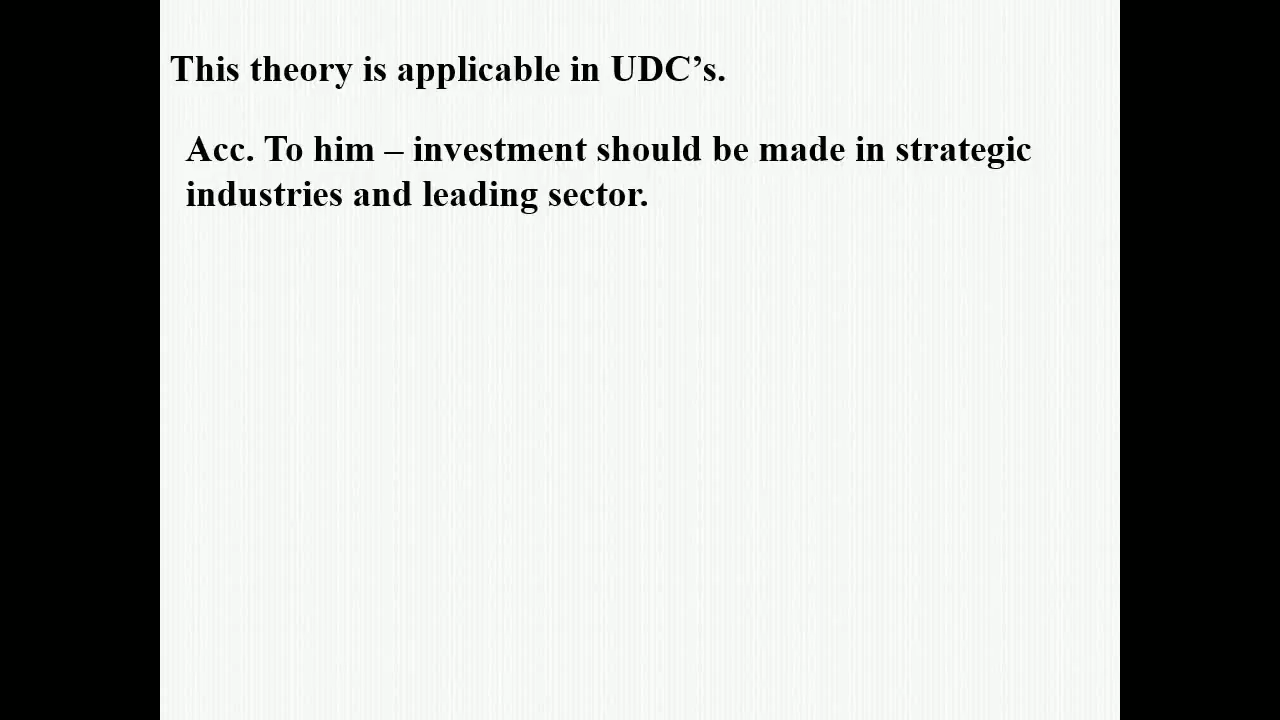 This theory is applicable in UDC’s.
Acc. To him – investment should be made in strategic
industries and leading sector.